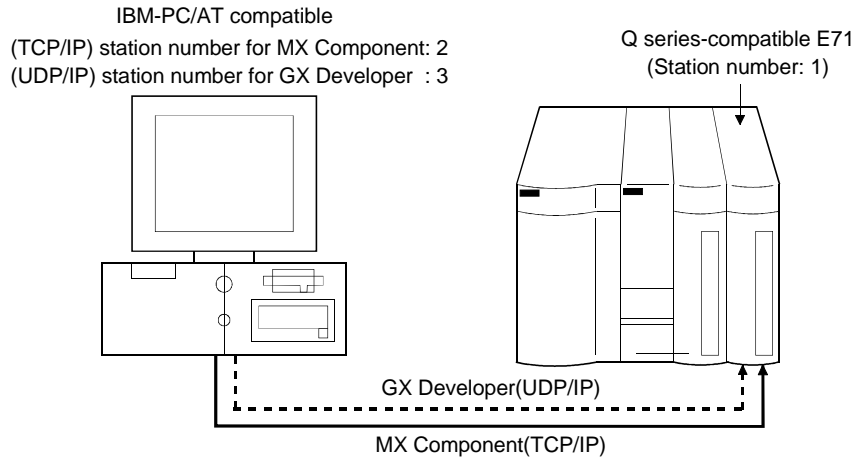 IBM-PC/AT compatible
(TCP/IP) station number for MX Component: 2
(UDP/IP) station number for GX Developer : 3
Q series-compatible E71
(Station number: 1)
GX Developer(UDP/IP)
MX Component(TCP/IP)